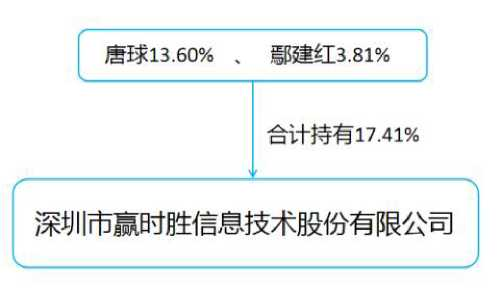 唐球13.60% 、 鄢建红3.81%
合计持有17.41%
深圳市赢时胜信息技术股份有限公司